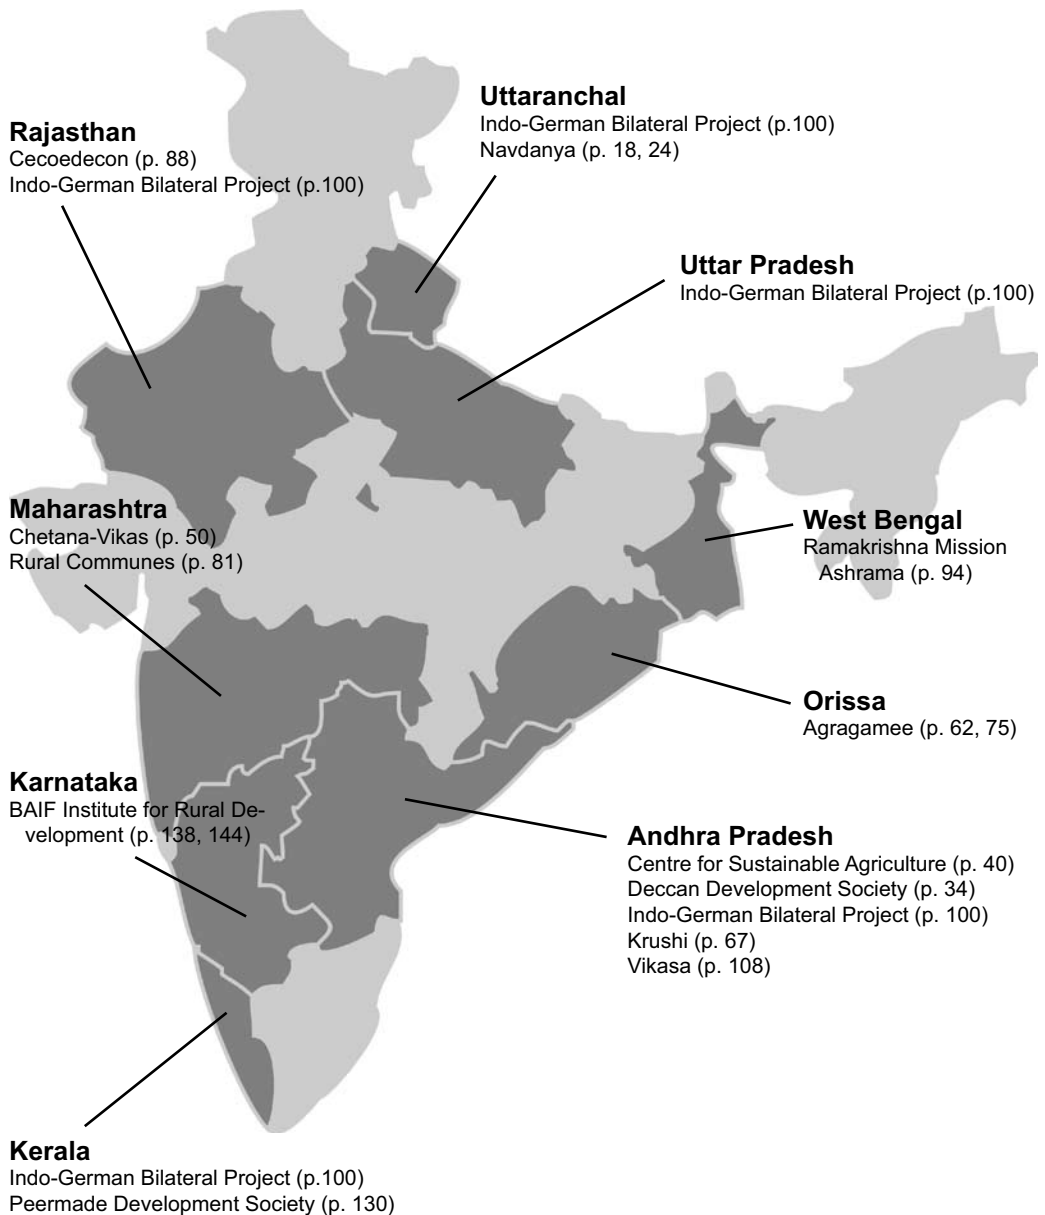 Uttaranchal
Indo-German Bilateral Project (p.100)
Navdanya (p. 18, 24)
Rajasthan
Cecoedecon (p. 88)
Indo-German Bilateral Project (p.100)
Uttar Pradesh
Indo-German Bilateral Project (p.100)
Maharashtra
Chetana-Vikas (p. 50)
Rural Communes (p. 81)
West Bengal
Ramakrishna Mission
Ashrama (p. 94)
Orissa
Agragamee (p. 62, 75)
Karnataka
BAIF Institute for Rural De-
velopment (p. 138, 144)
Andhra Pradesh
Centre for Sustainable Agriculture (p. 40)
Deccan Development Society (p. 34)
Indo-German Bilateral Project (p. 100)
Krushi (p. 67)
Vikasa (p. 108)
Kerala
Indo-German Bilateral Project (p.100)
Peermade Development Society (p. 130)